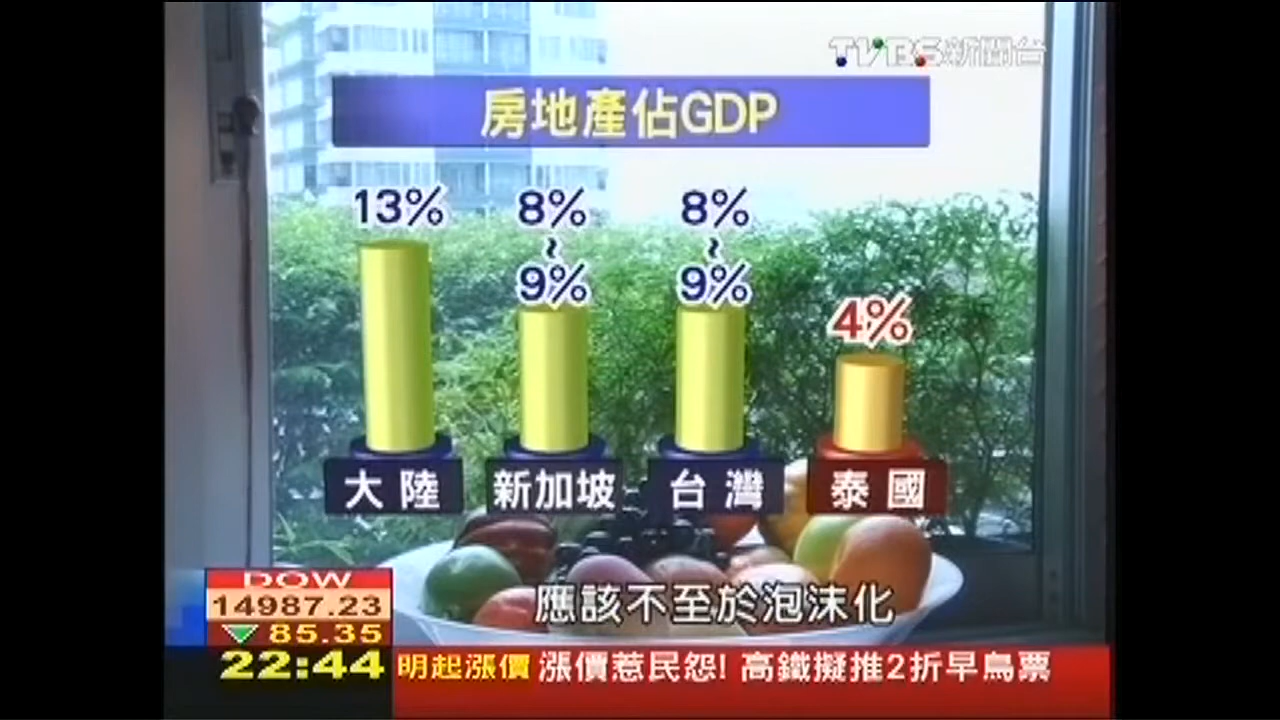 TVBS新聞台
房地產佔GDP
13% 8% 8%
~ ~
9% 9%
4%
大陸 新加坡 台灣 泰國
應該不至於泡沫化
DOW
14987.23
▼ 85.35
22:44 明起漲價 漲價惹民怨! 高鐵擬推2折早鳥票